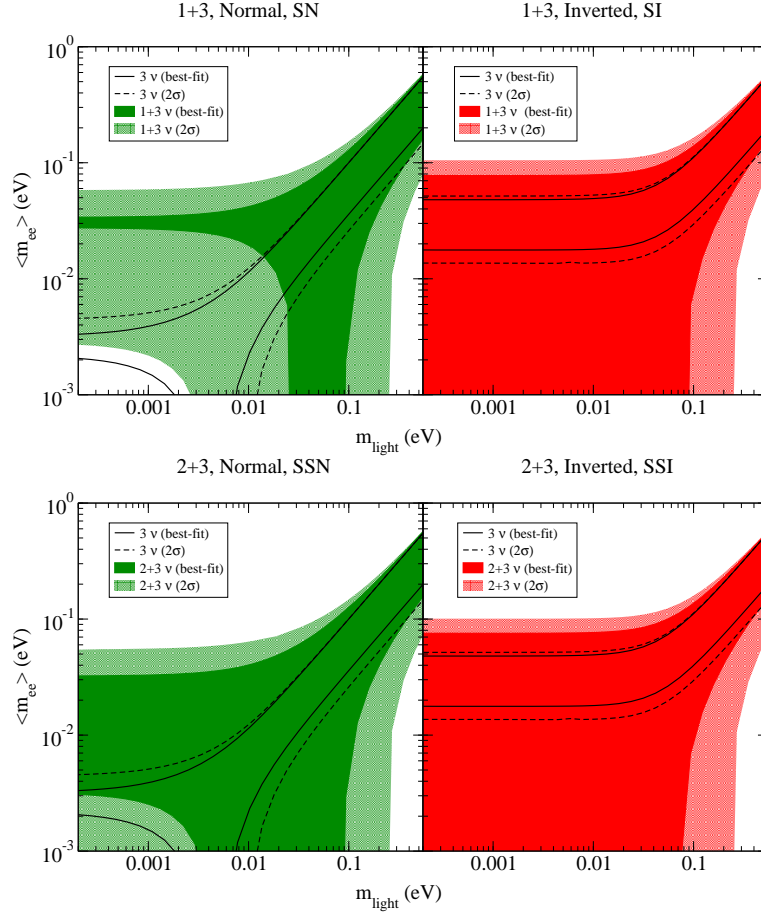 1+3, Normal, SN
1+3, Inverted, SI
10^0
10^-1
10^-2
10^-3
<m_ee> (eV)
3 ν (best-fit)
3 ν (2σ)
1+3 ν (best-fit)
1+3 ν (2σ)
3 ν (best-fit)
3 ν (2σ)
1+3 ν (best-fit)
1+3 ν (2σ)
0.001 0.01 0.1 0.001 0.01 0.1
m_light (eV)
2+3, Normal, SSN
2+3, Inverted, SSI
10^0
10^-1
10^-2
10^-3
<m_ee> (eV)
3 ν (best-fit)
3 ν (2σ)
2+3 ν (best-fit)
2+3 ν (2σ)
3 ν (best-fit)
3 ν (2σ)
2+3 ν (best-fit)
2+3 ν (2σ)
0.001 0.01 0.1 0.001 0.01 0.1
m_light (eV)